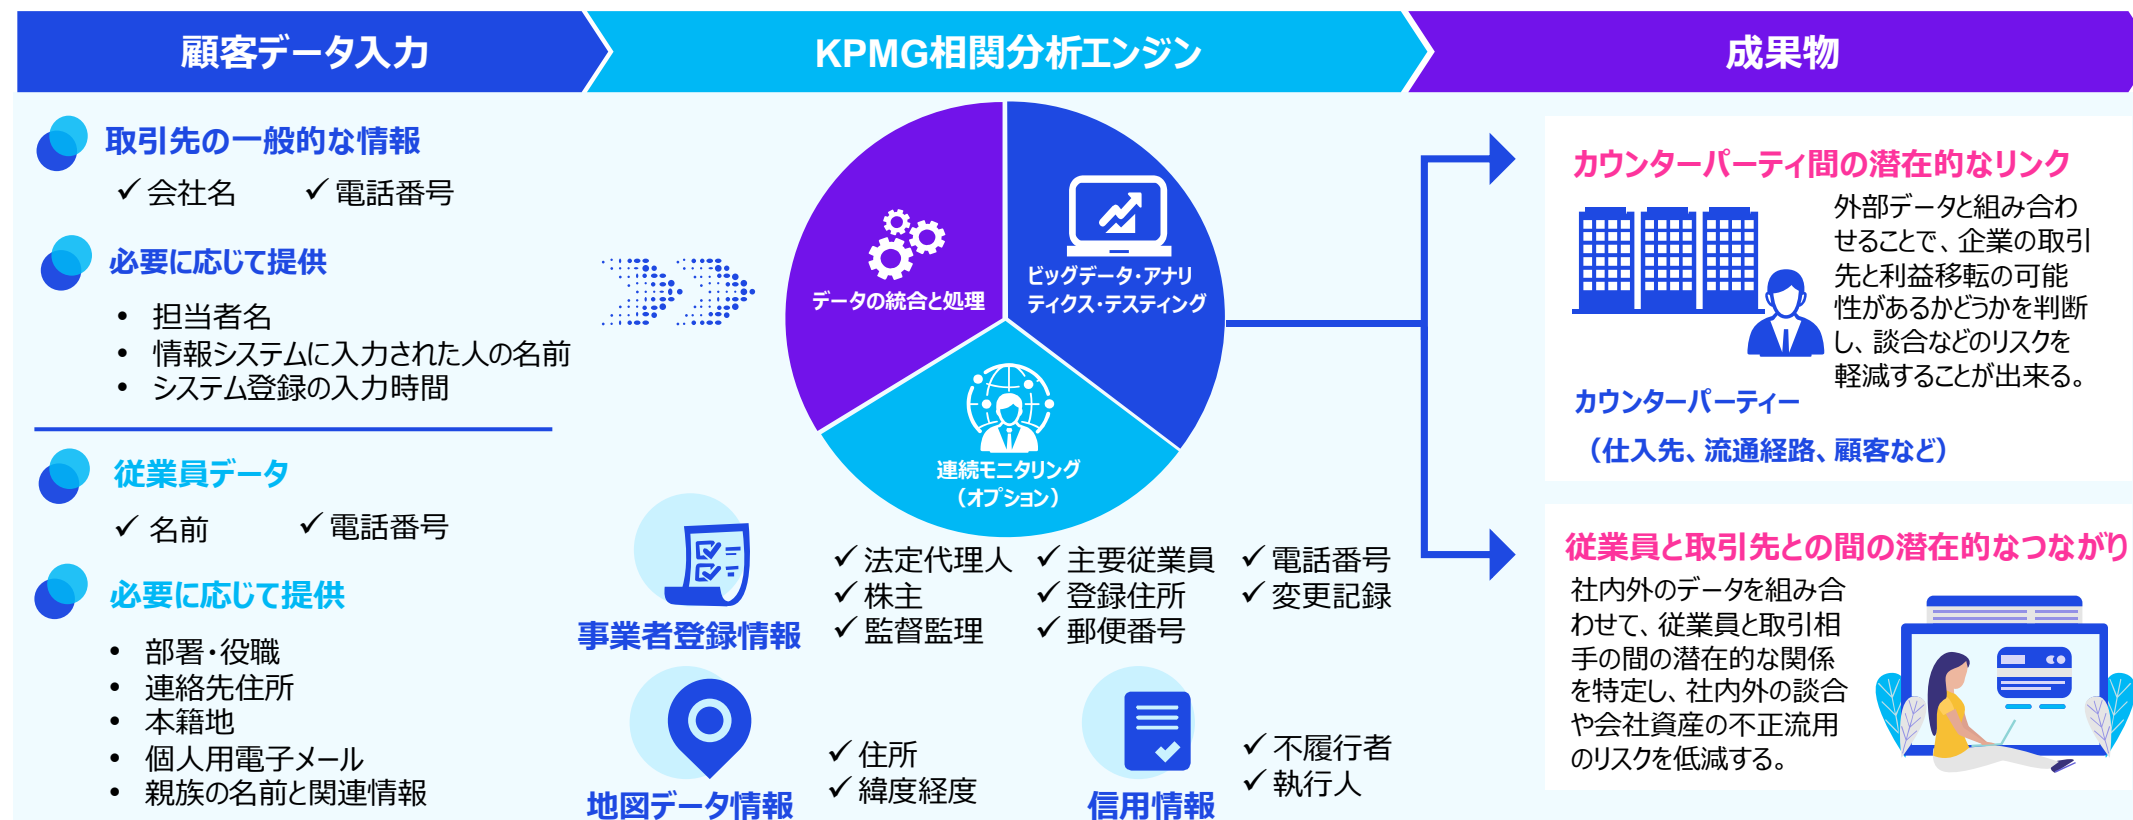 顧客データ入力
KPMG相関分析エンジン
成果物
取引先の一般的な情報
✓会社名
✓電話番号
必要に応じて提供
• 担当者名
• 情報システムに入力された人の名前
• システム登録の入力時間
従業員データ
✓名前
✓電話番号
必要に応じて提供
• 部署・役職
• 連絡先住所
• 本籍地
• 個人用電子メール
• 親族の名前と関連情報
データの統合と処理
ビッグデータ・アナリ
ティクス・テスティング
連続モニタリング
（オプション）
事業者登録情報
✓法定代理人
✓株主
✓監督監理
✓主要従業員
✓登録住所
✓郵便番号
✓電話番号
✓変更記録
地図データ情報
✓住所
✓緯度経度
信用情報
✓不履行者
✓執行人
カウンターパーティ間の潜在的なリンク
外部データと組み合わ
せることで、企業の取引
先と利益移転の可能
性があるかどうかを判断
し、談合などのリスクを
軽減することが出来る。
カウンターパーティー
（仕入先、流通経路、顧客など）
従業員と取引先との間の潜在的なつながり
社内外のデータを組み合
わせて、従業員と取引相
手の間の潜在的な関係
を特定し、社内外の談合
や会社資産の不正流用
のリスクを低減する。